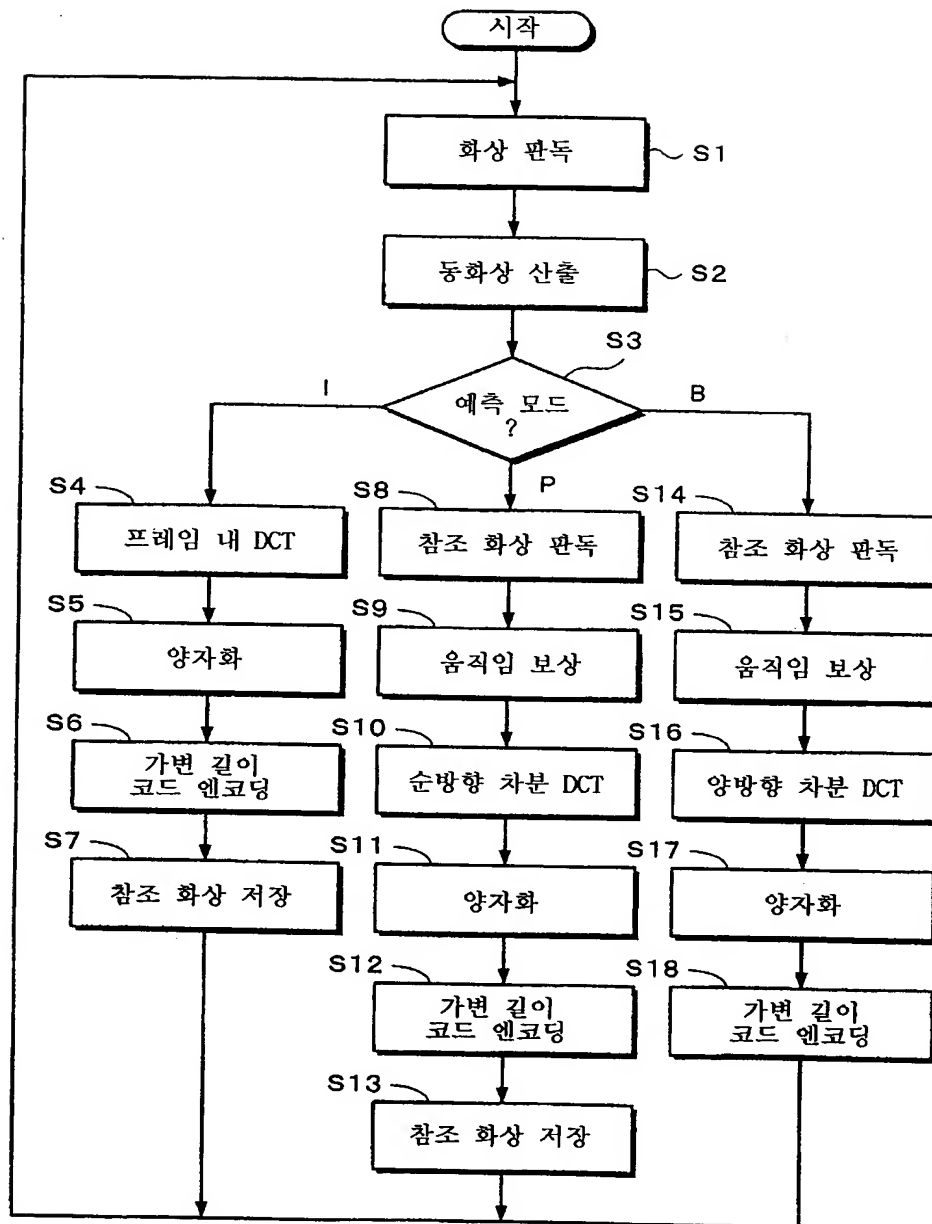 시작
화상 판독
S1
동화상 산출
S2
S3
예측 모드
?
I
P
B
S4
프레임 내 DCT
S5
양자화
S6
가변 길이
코드 엔코딩
S7
참조 화상 저장
S8
참조 화상 판독
S9
움직임 보상
S10
순방향 차분 DCT
S11
양자화
S12
가변 길이
코드 엔코딩
S13
참조 화상 저장
S14
참조 화상 판독
S15
움직임 보상
S16
양방향 차분 DCT
S17
양자화
S18
가변 길이
코드 엔코딩